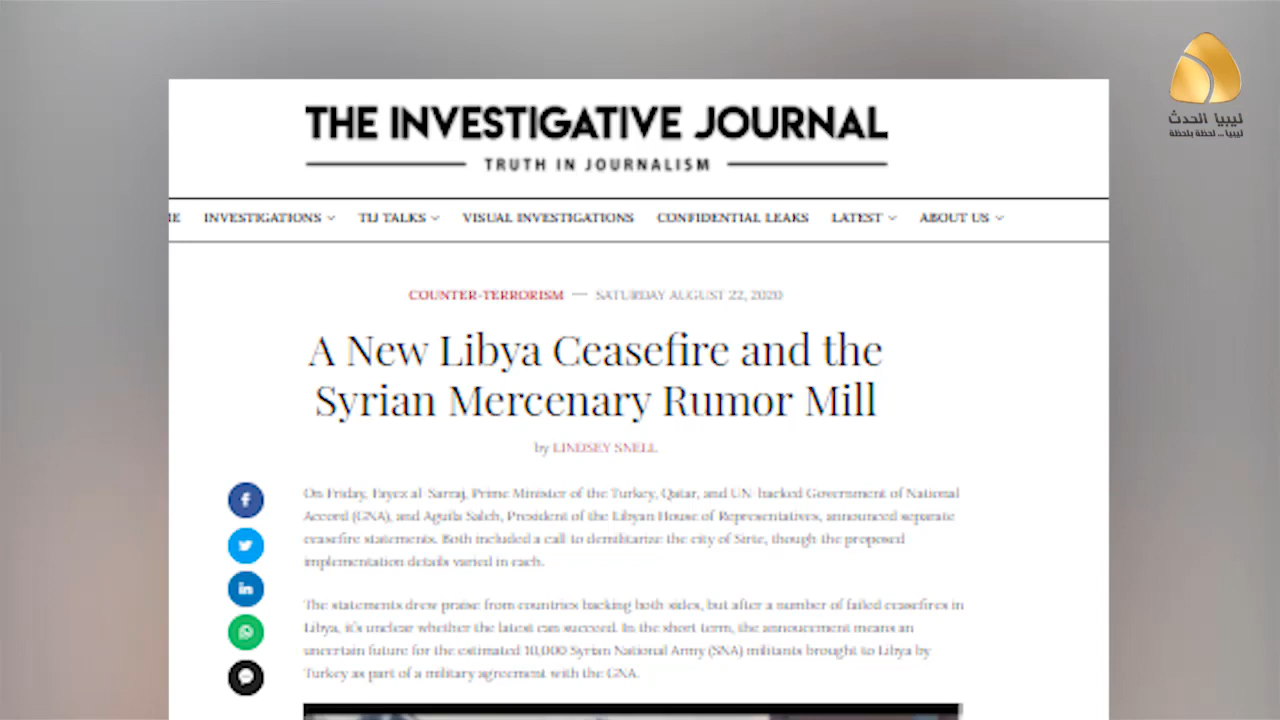 ليبيا الحدث
ليبيا .. لحظة بلحظة
THE INVESTIGATIVE JOURNAL
TRUTH IN JOURNALISM
INVESTIGATIONS
TIJ TALKS
VISUAL INVESTIGATIONS
CONFIDENTIAL LEAKS
LATEST
ABOUT US
COUNTER-TERRORISM — SATURDAY AUGUST 22, 2020
A New Libya Ceasefire and the
Syrian Mercenary Rumor Mill
by LINDSEY SNELL
On Friday, Fayez al-Sarraj, Prime Minister of the Turkey, Qatar, and UN-backed Government of National
Accord (GNA), and Aguila Saleh, President of the Libyan House of Representatives, announced separate
ceasefire statements. Both included a call to demilitarize the city of Sirte, though the proposed
implementation details varied in each.
The statements drew praise from countries backing both sides, but after a number of failed ceasefires in
Libya, it's unclear whether the latest can succeed. In the short term, the annoucement means an
uncertain future for the estimated 10,000 Syrian National Army (SNA) militants brought to Libya by
Turkey as part of a military agreement with the GNA.